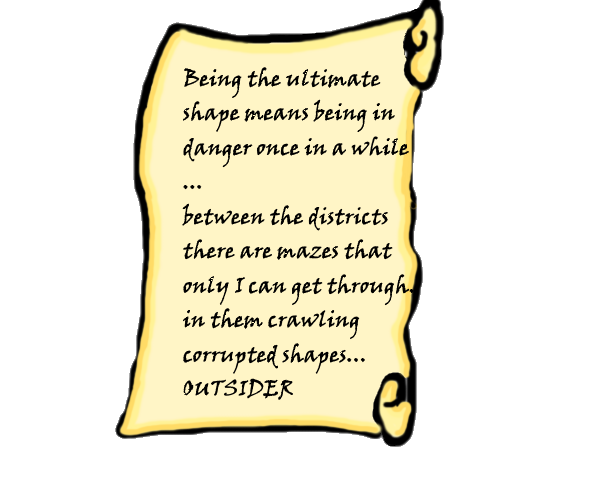 Being the ultimate
shape means being in
danger once in a while
...
between the districts
there are mazes that
only I can get through.
in them crawling
corrupted shapes...
OUTSIDER